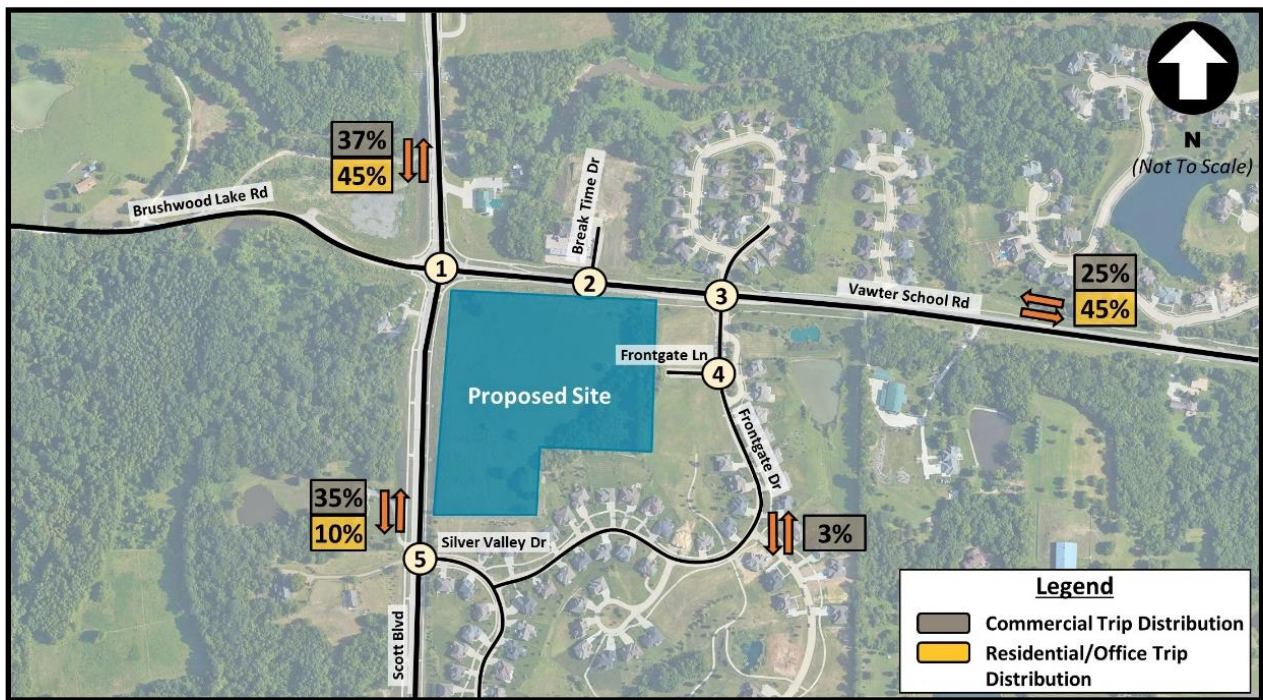 N
(Not To Scale)
37%
45%
Brushwood Lake Rd
Break Time Dr
1
2
3
Vawter School Rd
25%
45%
Frontgate Ln
4
Proposed Site
Frontgate Dr
35%
10%
Silver Valley Dr
3%
5
Scott Blvd
Legend
Commercial Trip Distribution
Residential/Office Trip
Distribution